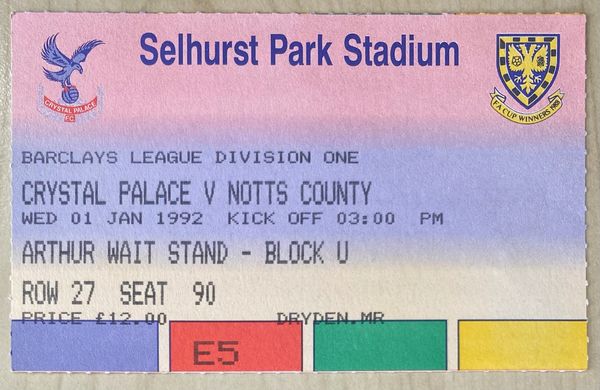 Selhurst Park Stadium
CRYSTAL PALACE
F.C.
F.A. CUP WINNERS 1988
BARCLAYS LEAGUE DIVISION ONE
CRYSTAL PALACE V NOTTS COUNTY
WED 01 JAN 1992 KICK OFF 03:00 PM
ARTHUR WAIT STAND - BLOCK U
ROW 27 SEAT 90
PRICE £12.00 DRYDEN.MR
E5